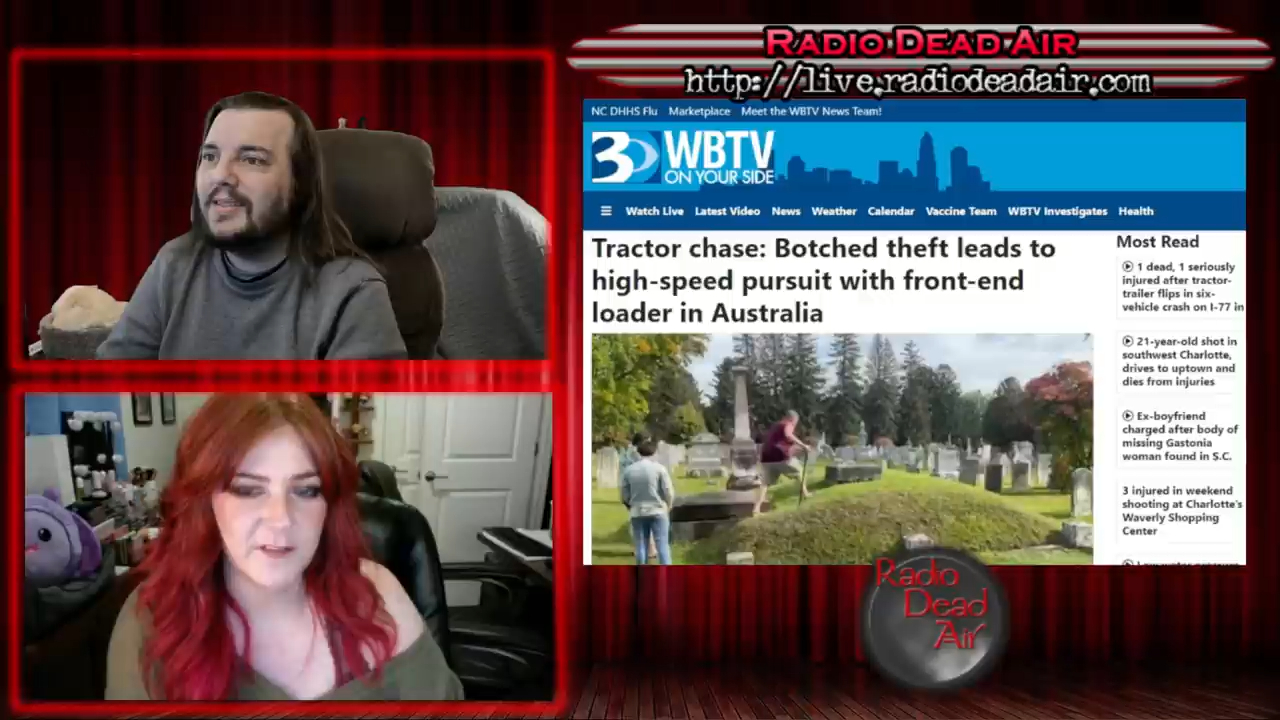 Radio Dead Air
http://live.radiodeadair.com
NC DHHS Flu Marketplace Meet the WBTV News Team!
3 WBTV
ON YOUR SIDE
Watch Live Latest Video News Weather Calendar Vaccine Team WBTV Investigates Health
Tractor chase: Botched theft leads to
high-speed pursuit with front-end
loader in Australia
Most Read
1 dead, 1 seriously
injured after tractor-
trailer flips in six-
vehicle crash on I-77 in
21-year-old shot in
southwest Charlotte,
drives to uptown and
dies from injuries
Ex-boyfriend
charged after body of
missing Gastonia
woman found in S.C.
3 injured in weekend
shooting at Charlotte's
Waverly Shopping
Center
Radio
Dead
Air